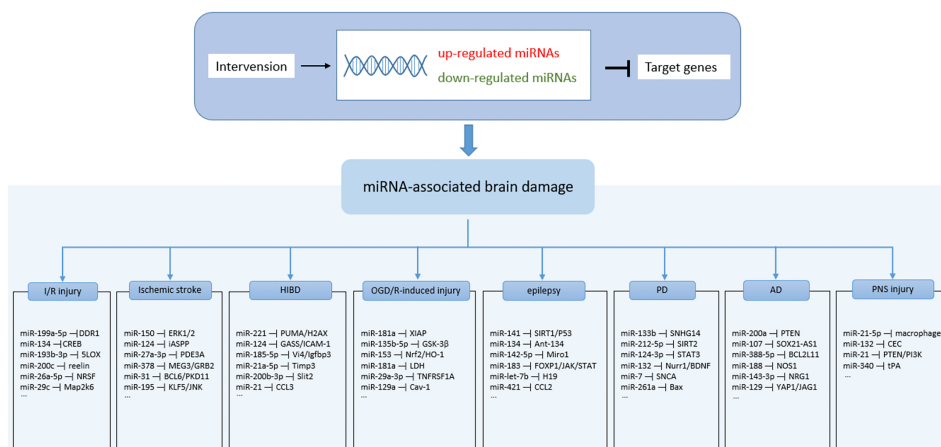 Intervention
up-regulated miRNAs
down-regulated miRNAs
Target genes
miRNA-associated brain damage
I/R injury
miR-199a-5p ⊣DDR1
miR-134 ⊣CREB
miR-193b-3p ⊣ SLOX
miR-200c ⊣ reelin
miR-26a-5p ⊣ NRSF
miR-29c ⊣ Map2k6
...
Ischemic stroke
miR-150 ⊣ ERK1/2
miR-124 ⊣ iASPP
miR-27a-3p ⊣ PDE3A
miR-378 ⊣ MEG3/GRB2
miR-31 ⊣ BCL6/PKD11
miR-195 ⊣ KLF5/JNK
...
HIBD
miR-221 ⊣ PUMA/H2AX
miR-124 ⊣ GASS/ICAM-1
miR-185-5p ⊣ Vi4/Igfbp3
miR-21a-5p ⊣ Timp3
miR-200b-3p ⊣ Slit2
miR-21 ⊣ CCL3
...
OGD/R-induced injury
miR-181a ⊣ XIAP
miR-135b-5p ⊣ GSK-3β
miR-153 ⊣ Nrf2/HO-1
miR-181a ⊣ LDH
miR-29a-3p ⊣ TNFRSF1A
miR-129a ⊣ Cav-1
...
epilepsy
miR-141 ⊣ SIRT1/P53
miR-134 ⊣ Ant-134
miR-142-5p ⊣ Miro1
miR-183 ⊣ FOXP1/JAK/STAT
miR-let-7b ⊣ H19
miR-421 ⊣ CCL2
...
PD
miR-133b ⊣ SNHG14
miR-212-5p ⊣ SIRT2
miR-124-3p ⊣ STAT3
miR-132 ⊣ Nurr1/BDNF
miR-7 ⊣ SNCA
miR-261a ⊣ Bax
...
AD
miR-200a ⊣ PTEN
miR-107 ⊣ SOX21-AS1
miR-388-5p ⊣ BCL2L11
miR-188 ⊣ NOS1
miR-143-3p ⊣ NRG1
miR-129 ⊣ YAP1/JAG1
...
PNS injury
miR-21-5p ⊣ macrophage
miR-132 ⊣ CEC
miR-21 ⊣ PTEN/PI3K
miR-340 ⊣ tPA
...